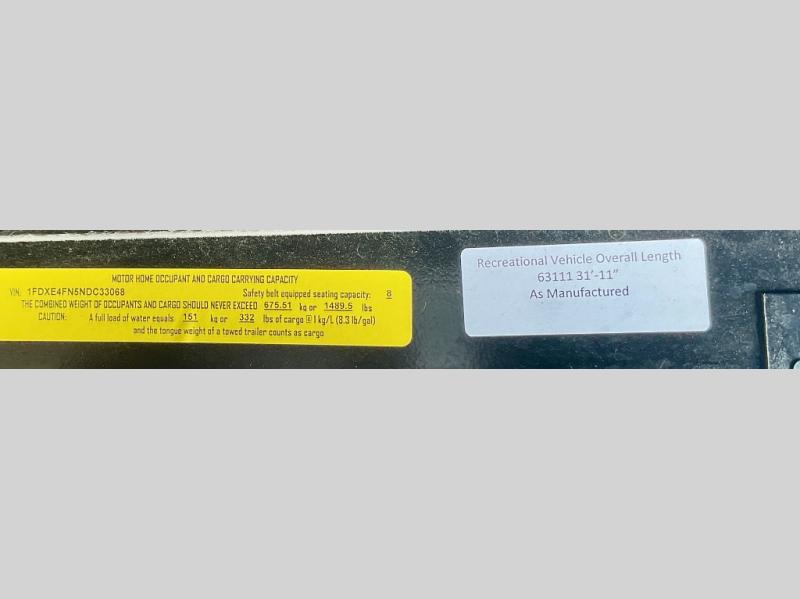 MOTOR HOME OCCUPANT AND CARGO CARRYING CAPACITY
VIN: 1FDXE4FN5NDC33068 Safety belt equipped seating capacity: 8
THE COMBINED WEIGHT OF OCCUPANTS AND CARGO SHOULD NEVER EXCEED 675.51 kg or 1489.5 lbs
CAUTION: A full load of water equals 151 kg or 332 lbs of cargo @ 1 kg/L (8.3 lb/gal)
and the tongue weight of a towed trailer counts as cargo
Recreational Vehicle Overall Length
63111 31'-11"
As Manufactured